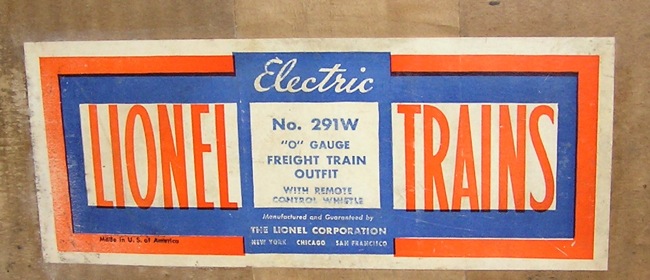 Electric
LIONEL TRAINS
No. 291W
"O" GAUGE
FREIGHT TRAIN
OUTFIT
WITH REMOTE
CONTROL WHISTLE
Manufactured and Guaranteed by
THE LIONEL CORPORATION
NEW YORK CHICAGO SAN FRANCISCO
Made in U. S. of America